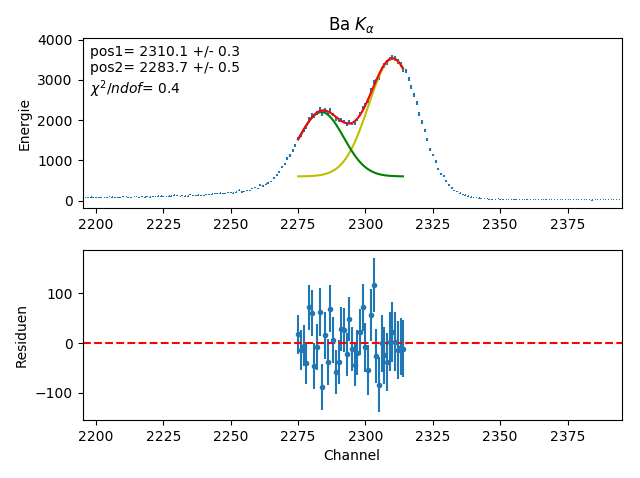 Ba Kα
pos1= 2310.1 +/- 0.3
pos2= 2283.7 +/- 0.5
χ²/ndof= 0.4
Energie
4000
3000
2000
1000
0
2200 2225 2250 2275 2300 2325 2350 2375
Residuen
100
0
−100
2200 2225 2250 2275 2300 2325 2350 2375
Channel